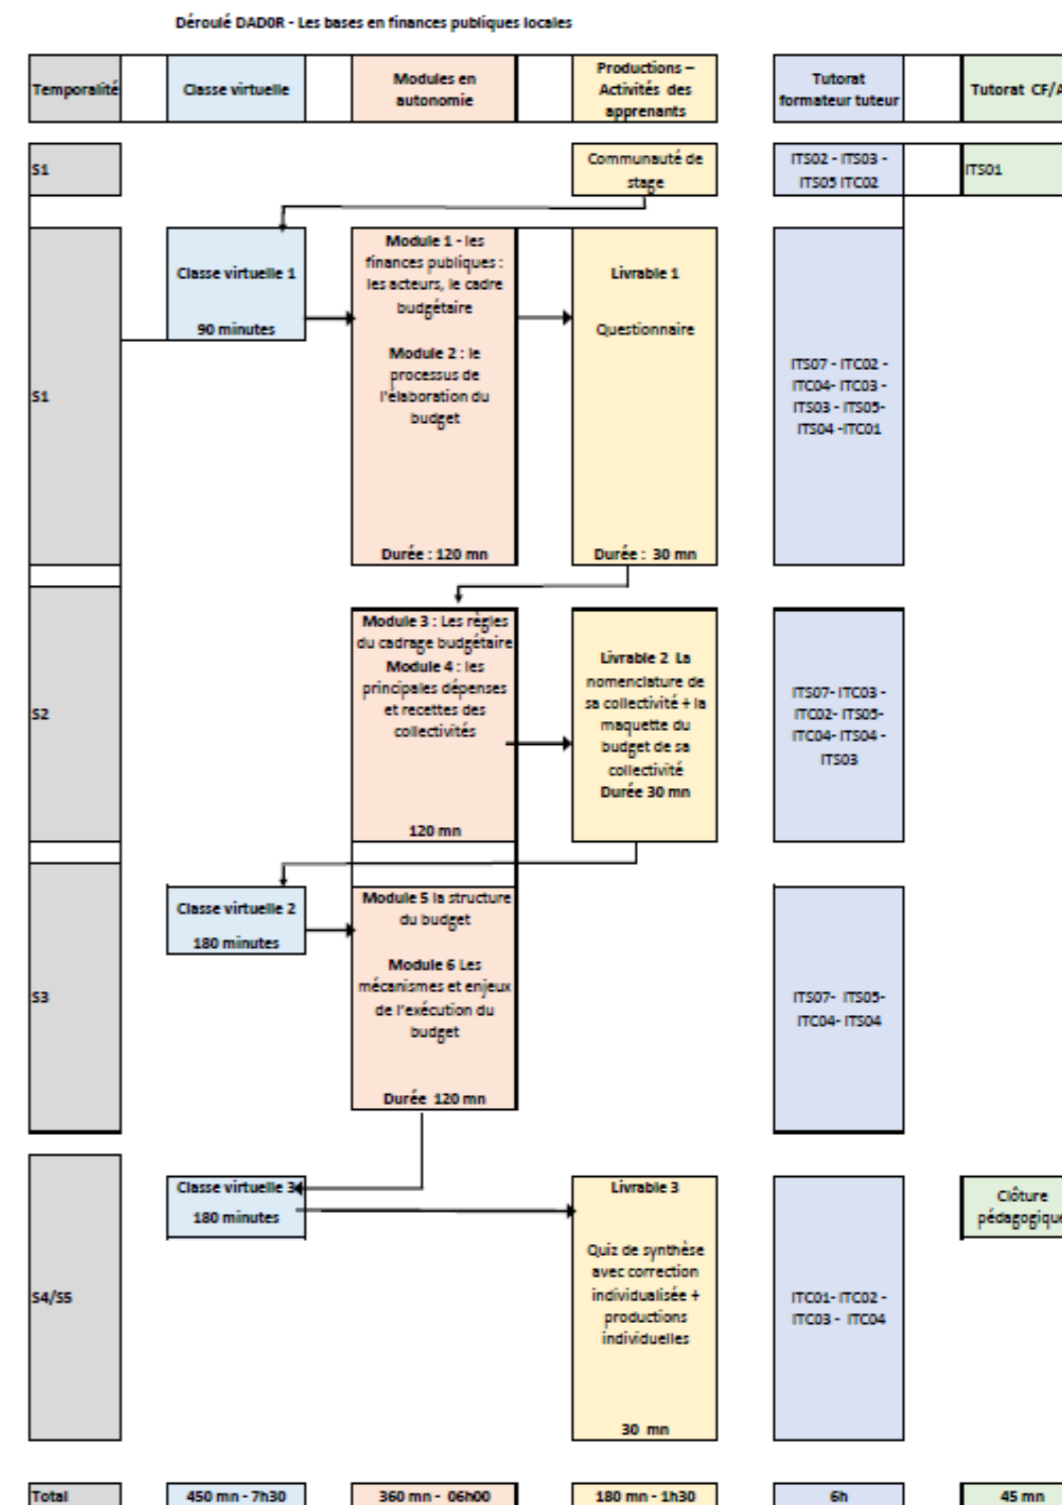 Déroulé DADOR - Les bases en finances publiques locales
Temporalité
Classe virtuelle
Modules en
autonomie
Productions –
Activités des
apprenants
Tutorat
formateur tuteur
Tutorat CF/A
S1
Communauté de
stage
ITS02 - ITS03 -
ITS05 ITC02
ITS01
S1
Classe virtuelle 1
90 minutes
Module 1 - les
finances publiques :
les acteurs, le cadre
budgétaire
Module 2 : le
processus de
l'élaboration du
budget
Durée : 120 mn
Livrable 1
Questionnaire
Durée : 30 mn
ITS07 - ITC02 -
ITC04- ITC03 -
ITS03 - ITS05-
ITS04 -ITC01
S2
Module 3 : Les règles
du cadrage budgétaire
Module 4 : les
principales dépenses
et recettes des
collectivités
120 mn
Livrable 2 La
nomenclature de
sa collectivité + la
maquette du
budget de sa
collectivité
Durée 30 mn
ITS07- ITC03 -
ITC02- ITS05-
ITC04- ITS04 -
ITS03
S3
Classe virtuelle 2
180 minutes
Module 5 la structure
du budget
Module 6 Les
mécanismes et enjeux
de l'exécution du
budget
Durée 120 mn
ITS07- ITS05-
ITC04- ITS04
S4/S5
Classe virtuelle 3
180 minutes
Livrable 3
Quiz de synthèse
avec correction
individualisée +
productions
individuelles
30 mn
ITC01- ITC02 -
ITC03 - ITC04
Clôture
pédagogique
Total
450 mn - 7h30
360 mn - 06h00
180 mn - 1h30
6h
45 mn